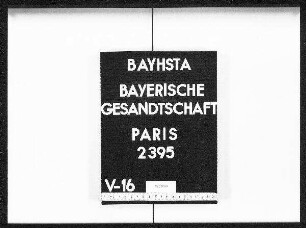 BAYHSTA
BAYERISCHE
GESANDTSCHAFT
PARIS
2395
V-16